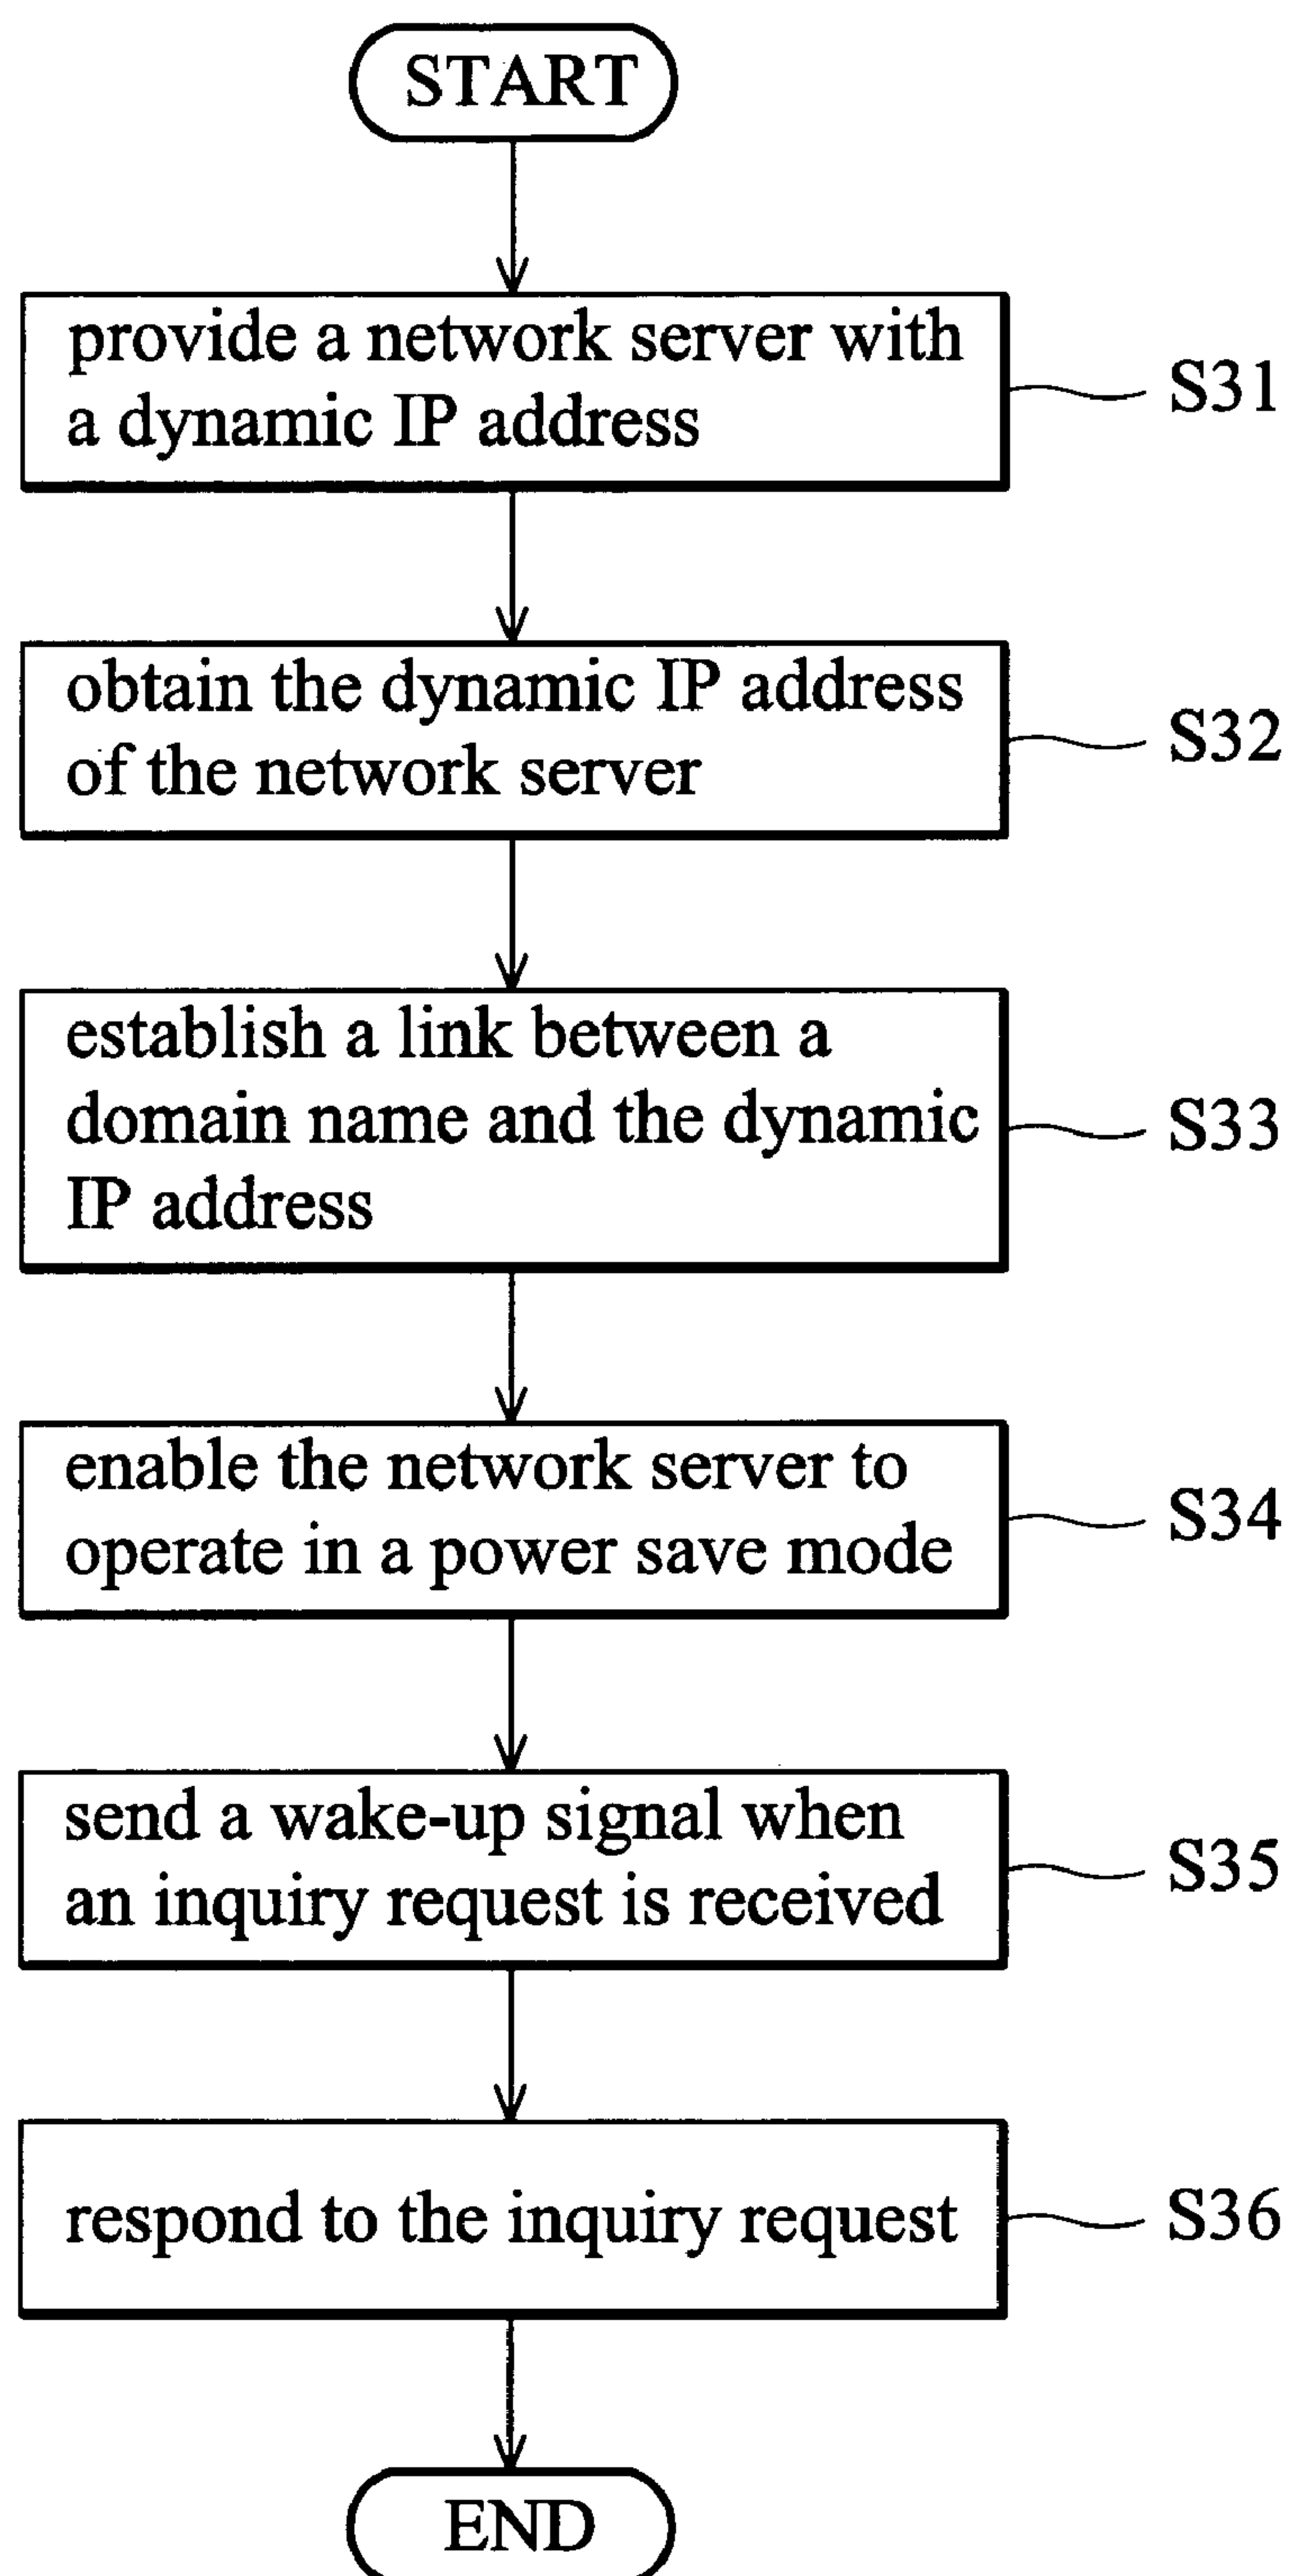 START
provide a network server with
a dynamic IP address
S31
obtain the dynamic IP address
of the network server
S32
establish a link between a
domain name and the dynamic
IP address
S33
enable the network server to
operate in a power save mode
S34
send a wake-up signal when
an inquiry request is received
S35
respond to the inquiry request
S36
END